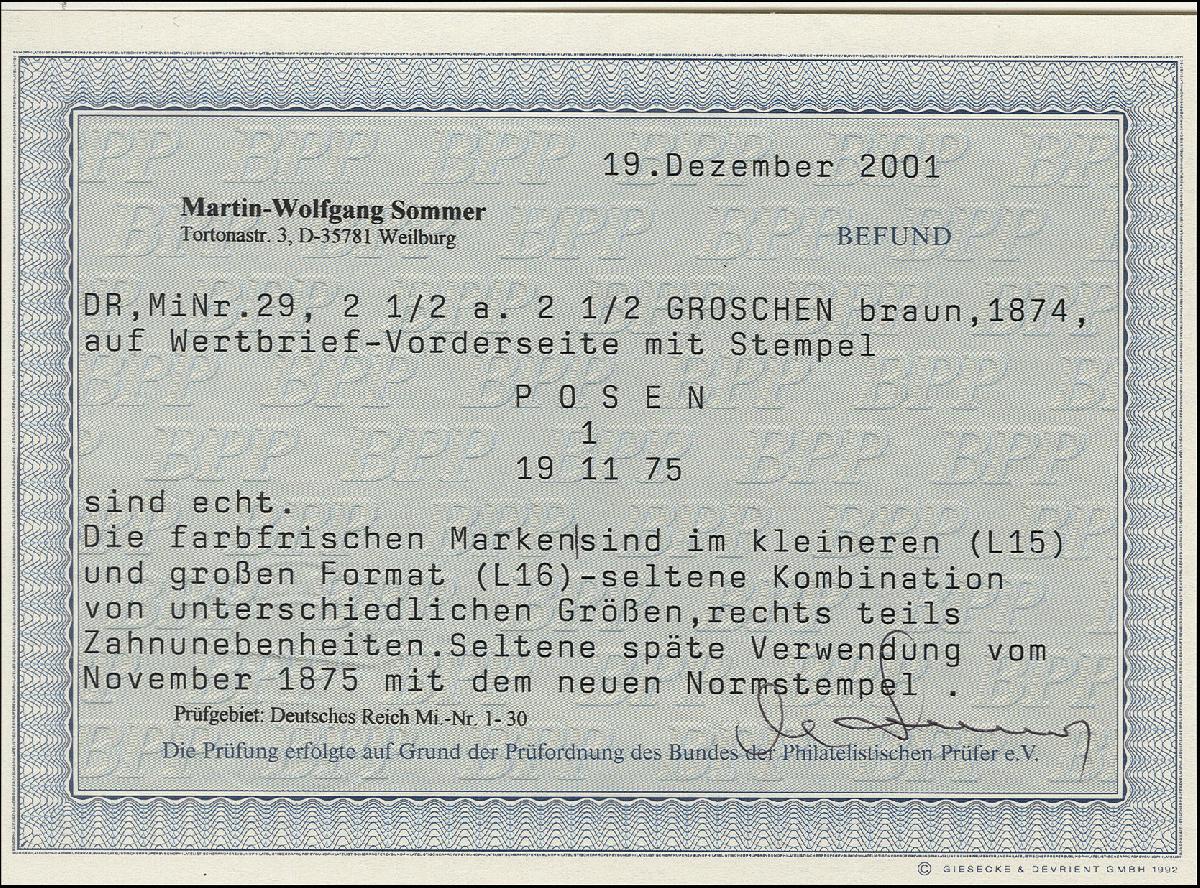 19.Dezember 2001
Martin-Wolfgang Sommer
Tortonastr. 3, D-35781 Weilburg
BEFUND
DR,MiNr.29, 2 1/2 a. 2 1/2 GROSCHEN braun,1874,
auf Wertbrief-Vorderseite mit Stempel
P O S E N
1
19 11 75
sind echt.
Die farbfrischen Marken|sind im kleineren (L15)
und großen Format (L16)-seltene Kombination
von unterschiedlichen Größen,rechts teils
Zahnunebenheiten.Seltene späte Verwendung vom
November 1875 mit dem neuen Normstempel .
Prüfgebiet: Deutsches Reich Mi.-Nr. 1- 30
Die Prüfung erfolgte auf Grund der Prüfordnung des Bundes der Philatelistischen Prüfer e.V.
© GIESECKE & DEVRIENT GMBH 1992